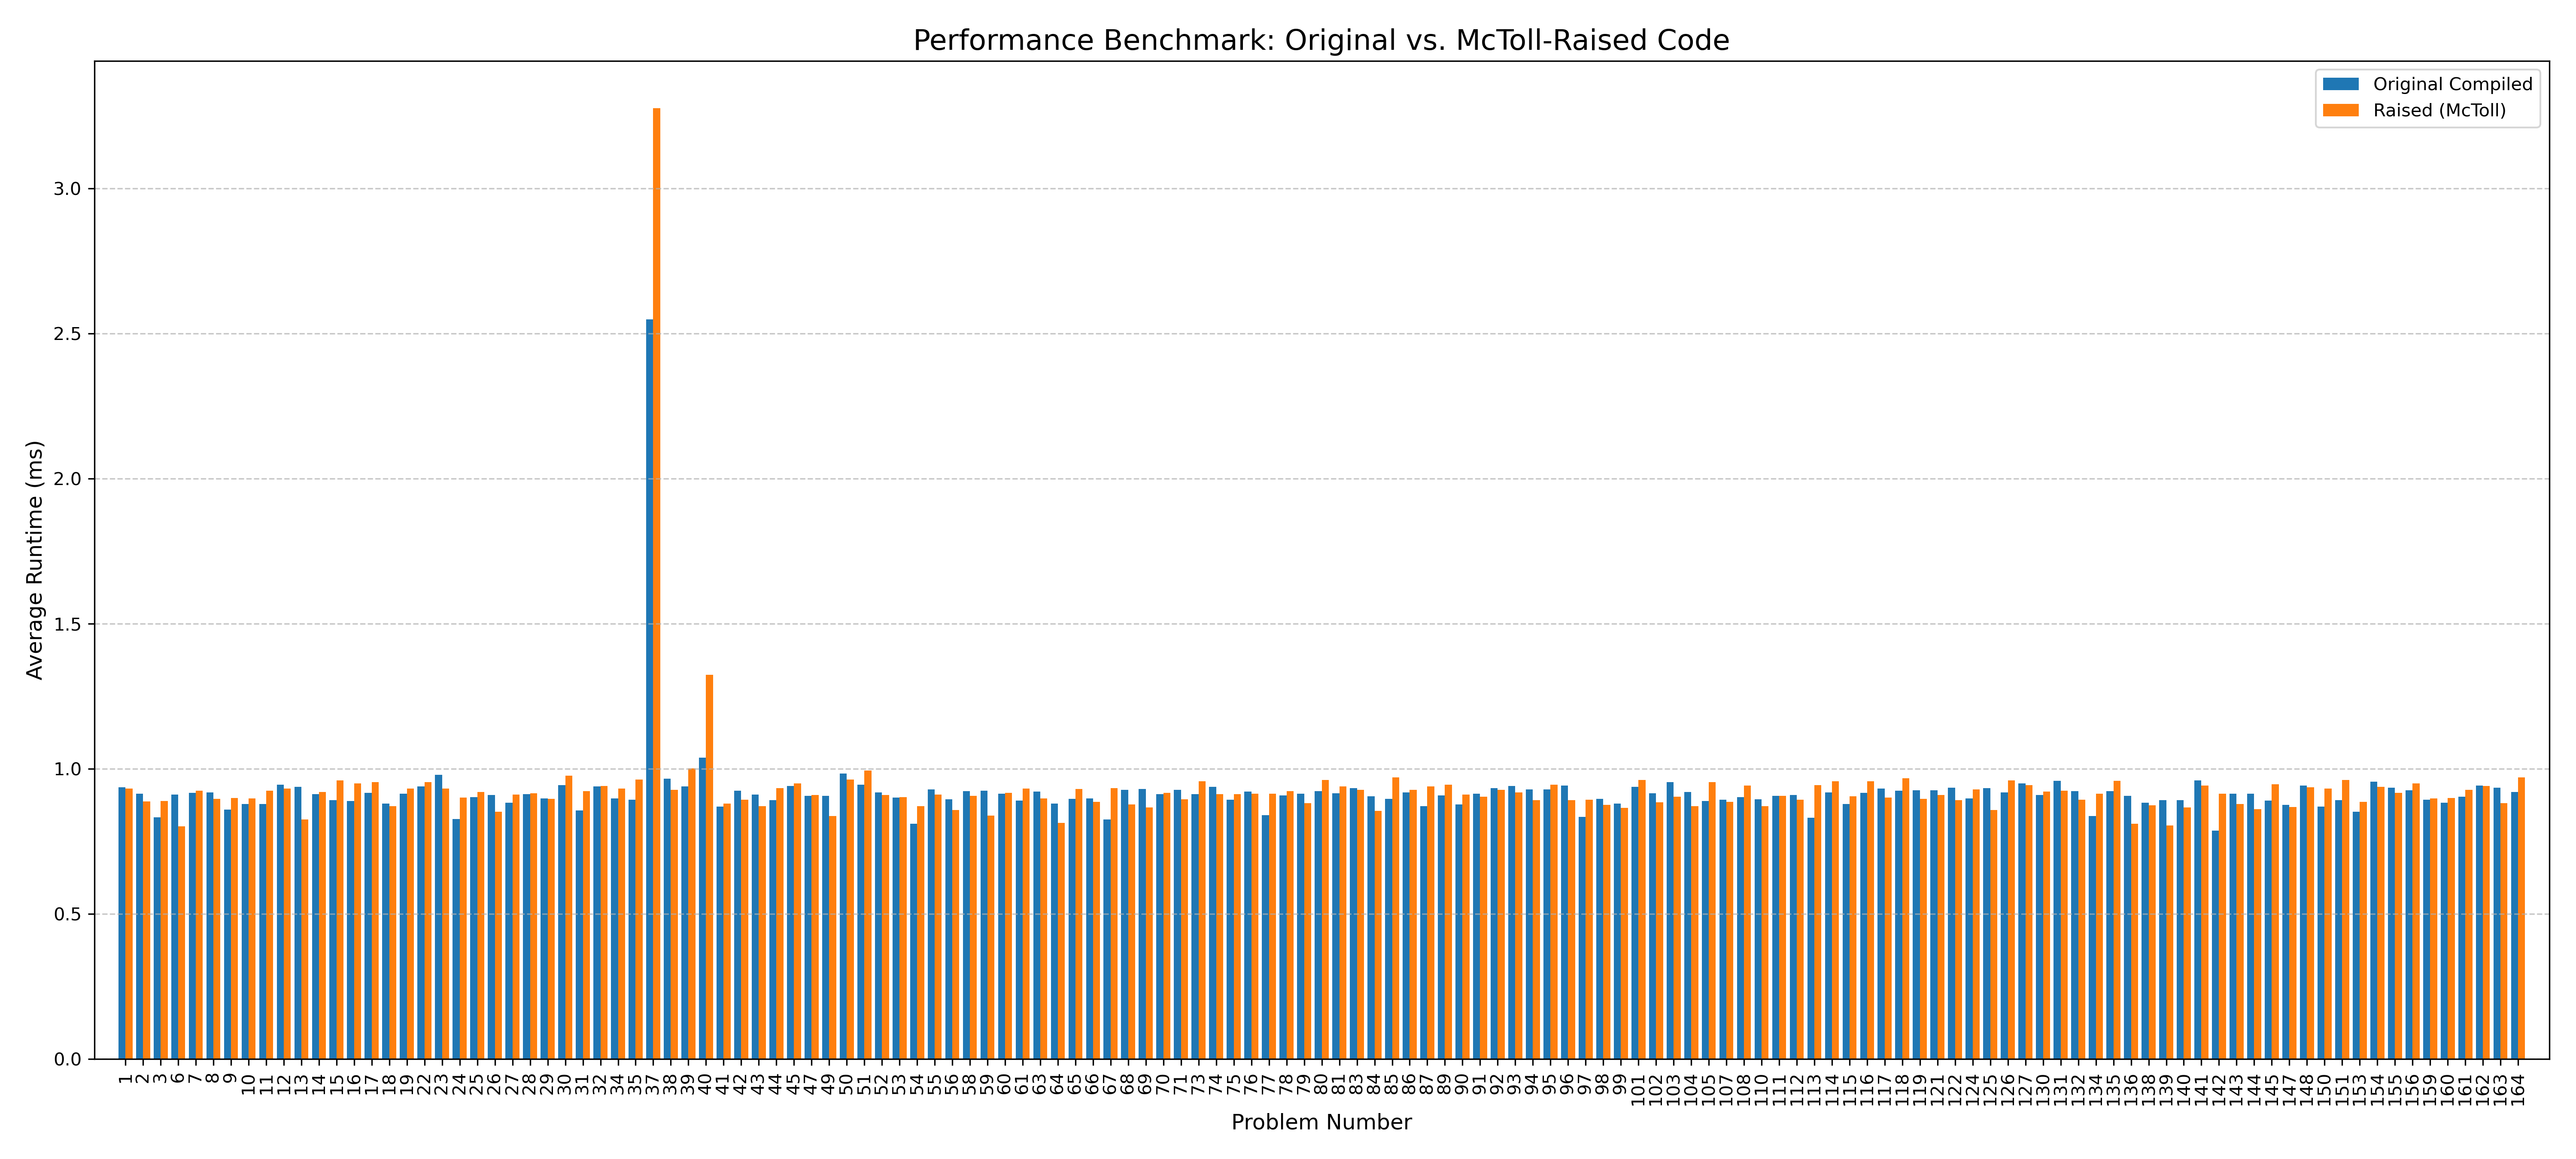 Performance Benchmark: Original vs. McToll-Raised Code
Original Compiled
Raised (McToll)
Average Runtime (ms)
3.0
2.5
2.0
1.5
1.0
0.5
0.0
1 2 3 6 7 8 9 10 11 12 13 14 15 16 17 18 19 22 23 24 25 26 27 28 29 30 31 32 34 35 37 38 39 40 41 42 43 44 45 47 49 50 51 52 53 54 55 56 58 59 60 61 63 64 65 66 67 68 69 70 71 73 74 75 76 77 78 79 80 81 83 84 85 86 87 89 90 91 92 93 94 95 96 97 98 99 101 102 103 104 105 107 108 110 111 112 113 114 115 116 117 118 119 121 122 124 125 126 127 130 131 132 134 135 136 138 139 140 141 142 143 144 145 147 148 150 151 153 154 155 156 159 160 161 162 163 164
Problem Number